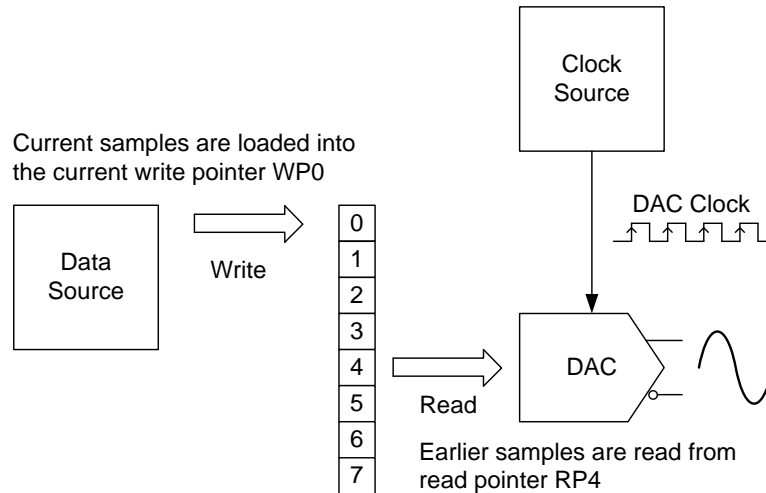 Clock
Source
Current samples are loaded into
the current write pointer WP0
DAC Clock
Data
Source
Write
0
1
2
3
4
5
6
7
Read
DAC
Earlier samples are read from
read pointer RP4